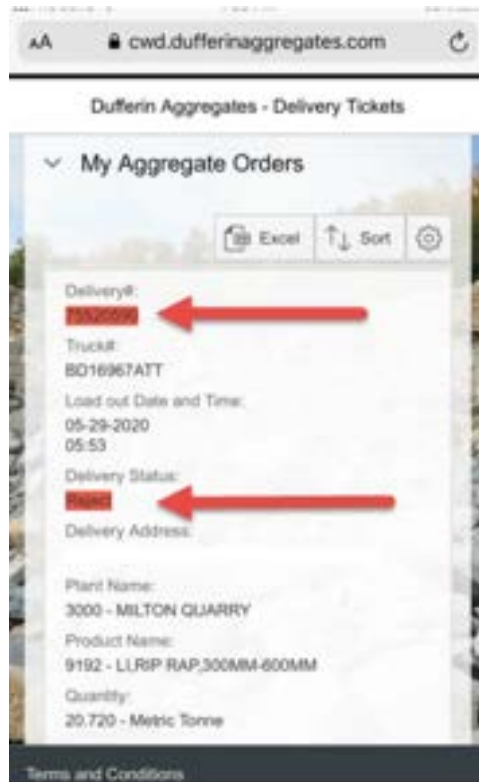 AA cwd.dufferinaggregates.com
Dufferin Aggregates - Delivery Tickets
My Aggregate Orders
Excel Sort
Delivery#:
75520590
Truck#:
BD16967ATT
Load out Date and Time:
05-29-2020
05:53
Delivery Status:
Reject
Delivery Address:
Plant Name:
3000 - MILTON QUARRY
Product Name:
9192 - LLRIP RAP,300MM-600MM
Quantity:
20.720 - Metric Tonne
Terms and Conditions